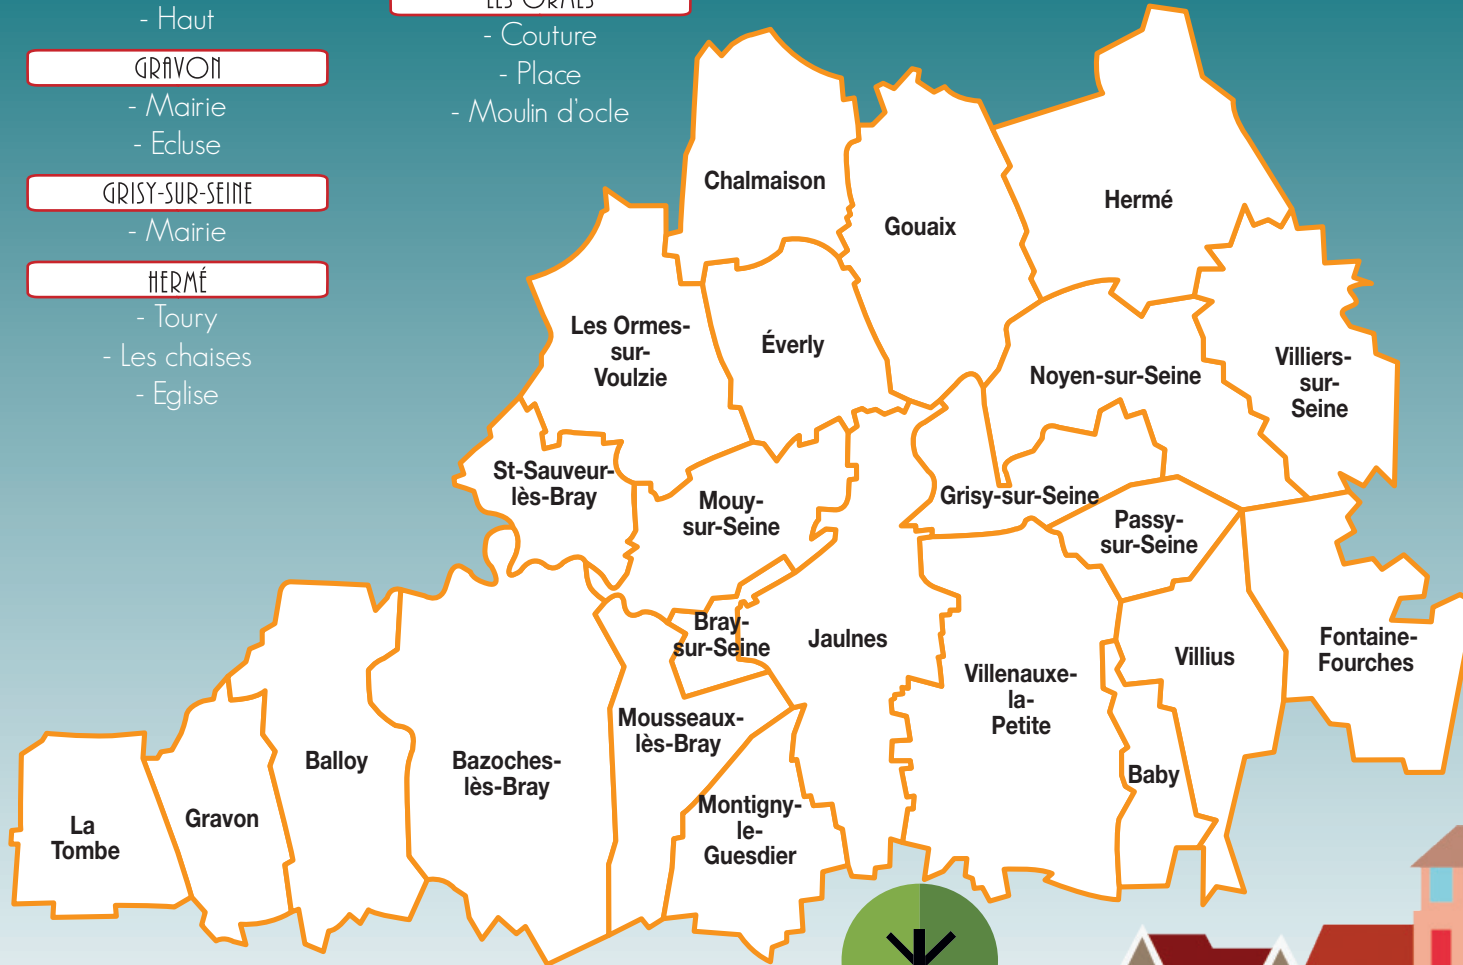 - Haut
GRAVON
- Mairie
- Ecluse
GRISY-SUR-SEINE
- Mairie
HERMÉ
- Toury
- Les chaises
- Eglise
LES ORMES
- Couture
- Place
- Moulin d'ocle
Chalmaison
Gouaix
Hermé
Les Ormes-
sur-
Voulzie
Éverly
Noyen-sur-Seine
Villiers-
sur-
Seine
St-Sauveur-
lès-Bray
Mouy-
sur-Seine
Grisy-sur-Seine
Passy-
sur-Seine
Bray-
sur-Seine
Jaulnes
Villenauxe-
la-
Petite
Villius
Fontaine-
Fourches
Mousseaux-
lès-Bray
Balloy
Bazoches-
lès-Bray
Baby
Montigny-
le-
Guesdier
Gravon
La
Tombe